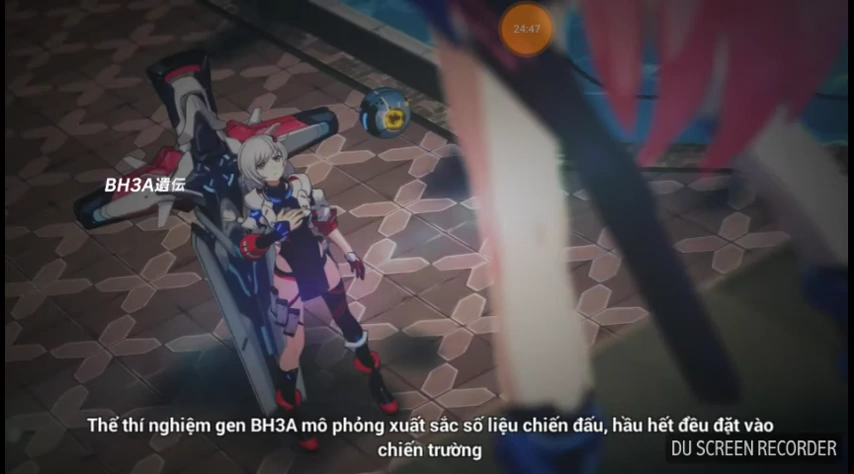 24:47
BH3A遺伝
Thể thí nghiệm gen BH3A mô phỏng xuất sắc số liệu chiến đấu, hầu hết đều đặt vào
chiến trường
DU SCREEN RECORDER